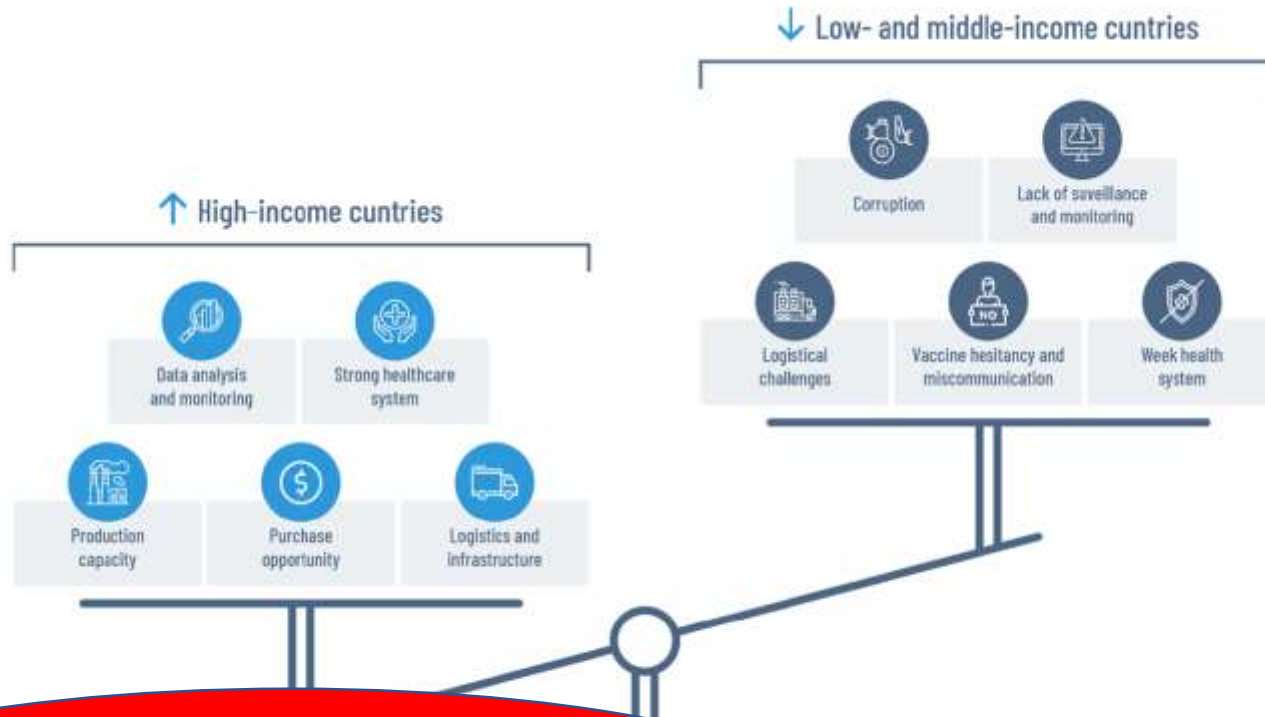 ↓ Low- and middle-income cuntries
Corruption
Lack of suveillance
and monitoring
Logistical
challenges
Vaccine hesitancy and
miscommunication
NO
Week health
system
↑ High-income cuntries
Data analysis
and monitoring
Strong healthcare
system
Production
capacity
$
Purchase
opportunity
Logistics and
infrastructure